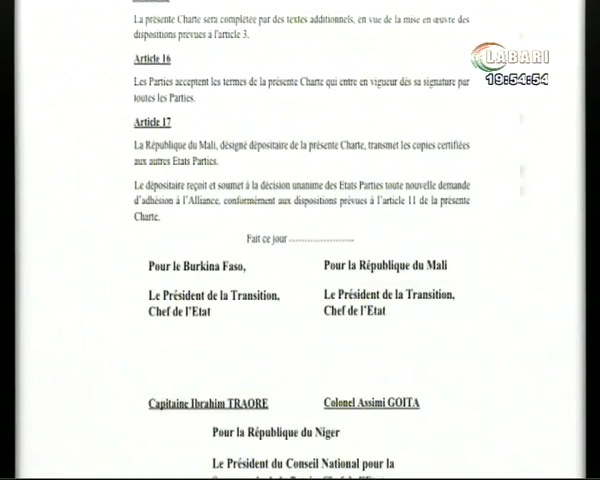 La présente Charte sera complétée par des textes additionnels, en vue de la mise en œuvre des
dispositions prévues à l'article 3.
LABARI
19:54:54
Article 16
Les Parties acceptent les termes de la présente Charte qui entre en vigueur dès sa signature par
toutes les Parties.
Article 17
La République du Mali, désigné dépositaire de la présente Charte, transmet les copies certifiées
aux autres Etats Parties.
Le dépositaire reçoit et soumet à la décision unanime des Etats Parties toute nouvelle demande
d'adhésion à l'Alliance, conformément aux dispositions prévues à l'article 11 de la présente
Charte.
Fait ce jour ........................
Pour le Burkina Faso,
Pour la République du Mali
Le Président de la Transition,
Chef de l'Etat
Le Président de la Transition,
Chef de l'Etat
Capitaine Ibrahim TRAORE
Colonel Assimi GOITA
Pour la République du Niger
Le Président du Conseil National pour la